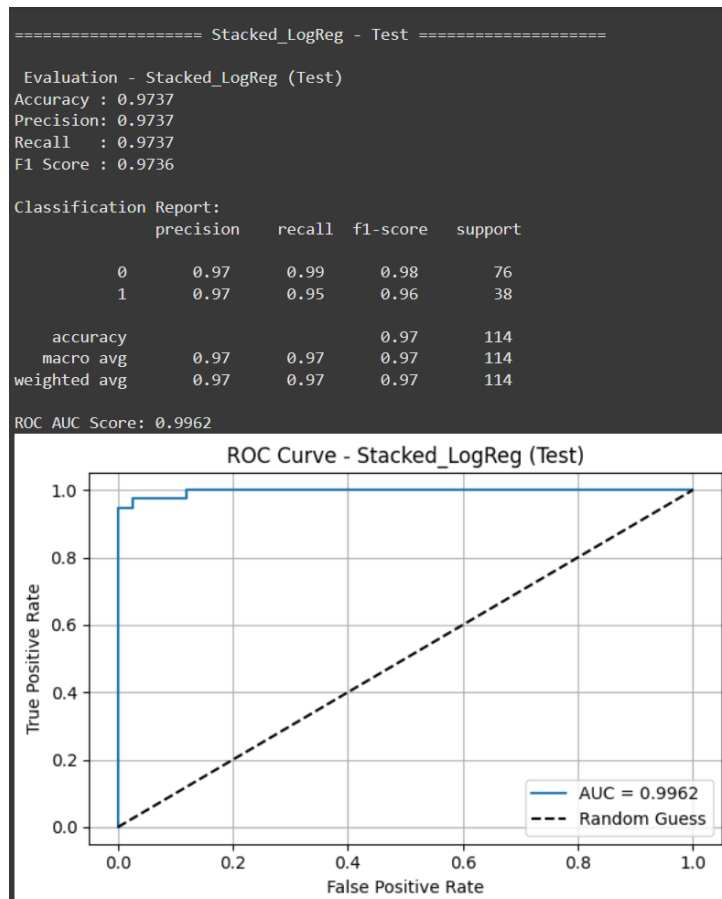 ==================== Stacked_LogReg - Test ====================
Evaluation - Stacked_LogReg (Test)
Accuracy : 0.9737
Precision: 0.9737
Recall   : 0.9737
F1 Score : 0.9736
Classification Report:
precision    recall  f1-score   support
0       0.97      0.99      0.98        76
1       0.97      0.95      0.96        38
accuracy                           0.97       114
macro avg       0.97      0.97      0.97       114
weighted avg       0.97      0.97      0.97       114
ROC AUC Score: 0.9962
ROC Curve - Stacked_LogReg (Test)
True Positive Rate
1.0
0.8
0.6
0.4
0.2
0.0
AUC = 0.9962
Random Guess
0.0 0.2 0.4 0.6 0.8 1.0
False Positive Rate